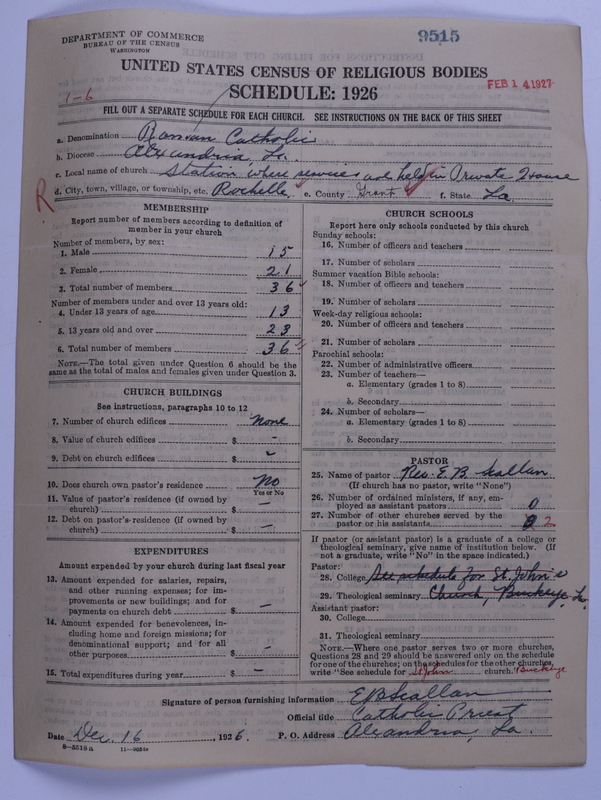 DEPARTMENT OF COMMERCE
BUREAU OF THE CENSUS
WASHINGTON
9515
UNITED STATES CENSUS OF RELIGIOUS BODIES
SCHEDULE: 1926
FEB 14 1927
1-6
FILL OUT A SEPARATE SCHEDULE FOR EACH CHURCH. SEE INSTRUCTIONS ON THE BACK OF THIS SHEET
a. Denomination Roman Catholic
b. Diocese Alexandria, La.
c. Local name of church Station where services are held in Private House
R
d. City, town, village, or township, etc. Rochelle e. County Grant f. State La
MEMBERSHIP
Report number of members according to definition of member in your church
Number of members, by sex:
1. Male 15
2. Female 21
3. Total number of members 36
Number of members under and over 13 years old:
4. Under 13 years of age 13
5. 13 years old and over 23
6. Total number of members 36
NOTE.—The total given under Question 6 should be the
same as the total of males and females given under Question 3.
CHURCH BUILDINGS
See instructions, paragraphs 10 to 12
7. Number of church edifices none
8. Value of church edifices $ -
9. Debt on church edifices $ -
10. Does church own pastor's residence No
Yes or No
11. Value of pastor's residence (if owned by
church) $ -
12. Debt on pastor's residence (if owned by
church) $ -
EXPENDITURES
Amount expended by your church during last fiscal year
13. Amount expended for salaries, repairs,
and other running expenses; for im-
provements or new buildings; and for
payments on church debt $ -
14. Amount expended for benevolences, in-
cluding home and foreign missions; for
denominational support; and for all
other purposes $ -
15. Total expenditures during year $ -
CHURCH SCHOOLS
Report here only schools conducted by this church
Sunday schools:
16. Number of officers and teachers
17. Number of scholars
Summer vacation Bible schools:
18. Number of officers and teachers
19. Number of scholars
Week-day religious schools:
20. Number of officers and teachers
21. Number of scholars
Parochial schools:
22. Number of administrative officers
23. Number of teachers—
a. Elementary (grades 1 to 8)
b. Secondary
24. Number of scholars—
a. Elementary (grades 1 to 8)
b. Secondary
PASTOR
25. Name of pastor Rev. E. B. Scallan
(If church has no pastor, write "None")
26. Number of ordained ministers, if any, em-
ployed as assistant pastors 0
27. Number of other churches served by the
pastor or his assistants 2
If pastor (or assistant pastor) is a graduate of a college or
theological seminary, give name of institution below. (If
not a graduate, write "No" in the space indicated.)
Pastor:
28. College See schedule for St. John's
29. Theological seminary Church, Buckeye, La.
Assistant pastor:
30. College
31. Theological seminary
NOTE.—Where one pastor serves two or more churches,
Questions 28 and 29 should be answered only on the schedule
for one of the churches; on the schedules for the other churches,
write "See schedule for St John church." Buckeye
Signature of person furnishing information E B Scallan
Official title Catholic Priest
Date Dec. 16, 1926. P. O. Address Alexandria, La.